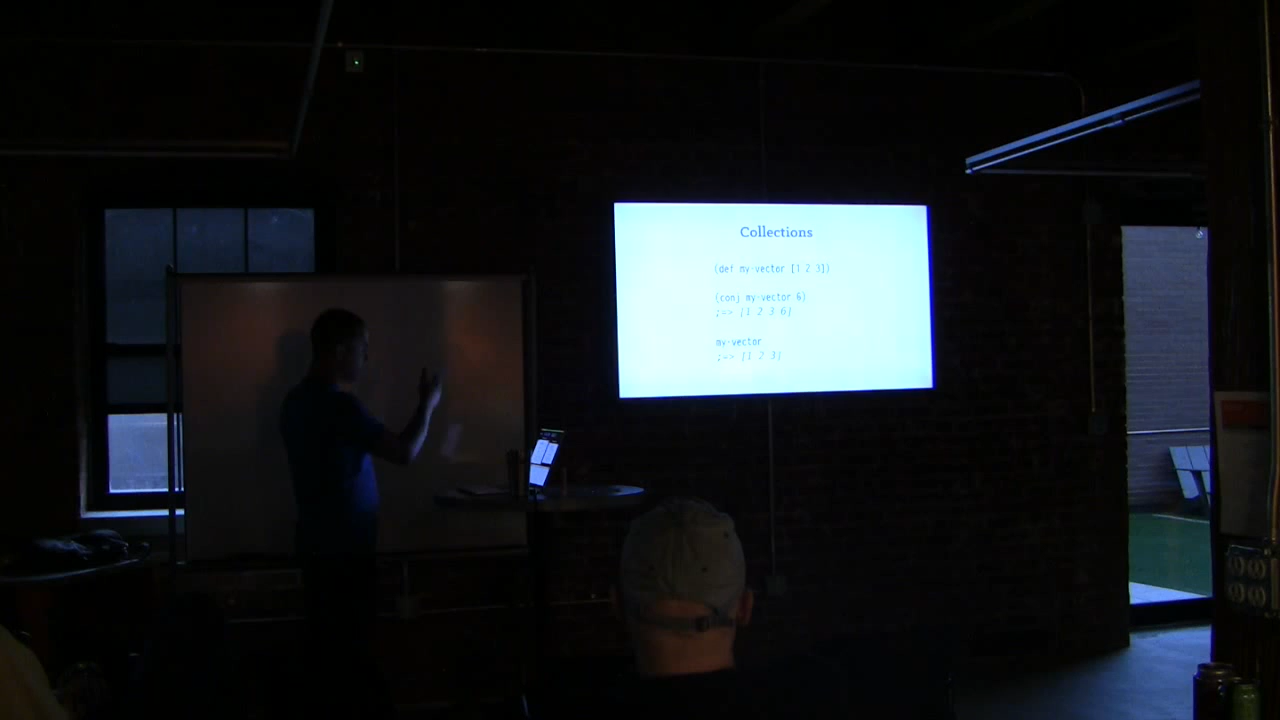 Collections
(def my-vector [1 2 3])
(conj my-vector 6)
;=> [1 2 3 6]
my-vector
;=> [1 2 3]